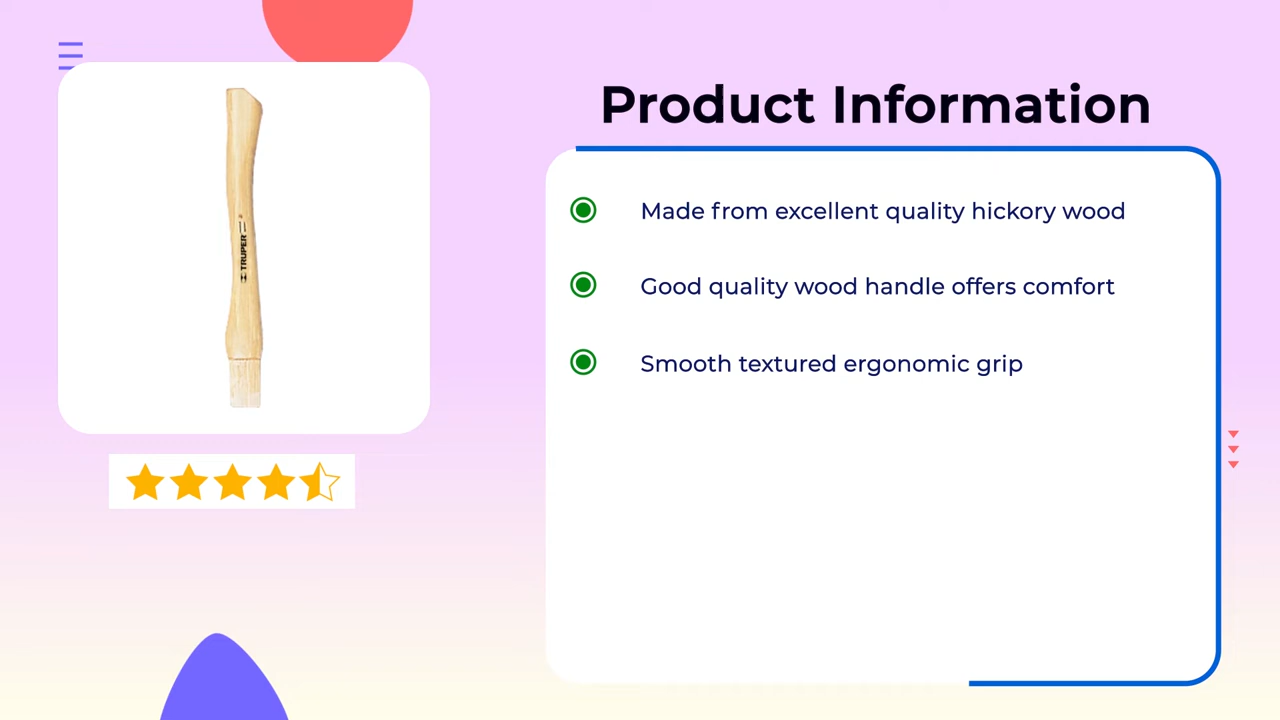 Product Information
Made from excellent quality hickory wood
Good quality wood handle offers comfort
Smooth textured ergonomic grip
TRUPER